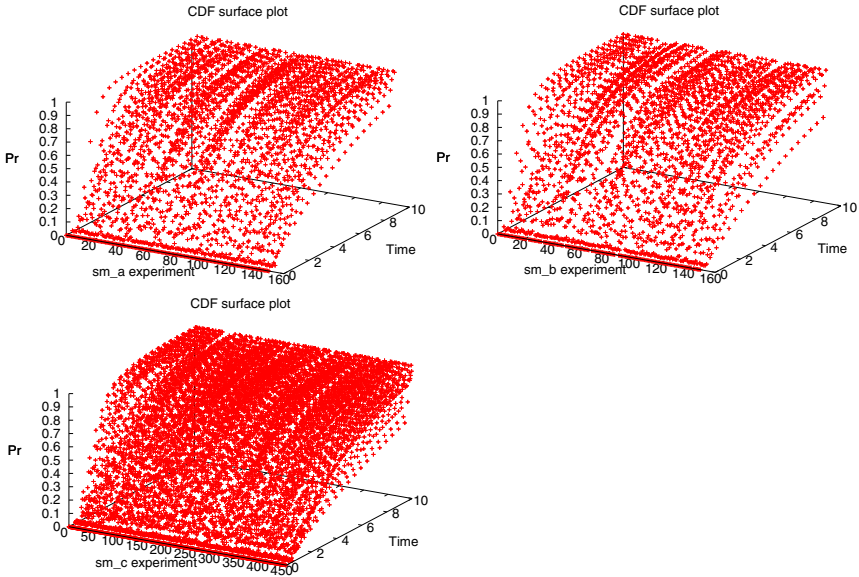 CDF surface plot
1
0.9
0.8
0.7
0.6
0.5
0.4
0.3
0.2
0.1
0
Pr
0 20 40 60 80 100 120 140 160
sm_a experiment
0 2 4 6 8 10
Time
CDF surface plot
1
0.9
0.8
0.7
0.6
0.5
0.4
0.3
0.2
0.1
0
Pr
0 20 40 60 80 100 120 140 160
sm_b experiment
0 2 4 6 8 10
Time
CDF surface plot
1
0.9
0.8
0.7
0.6
0.5
0.4
0.3
0.2
0.1
0
Pr
0 50 100 150 200 250 300 350 400 450
sm_c experiment
0 2 4 6 8 10
Time